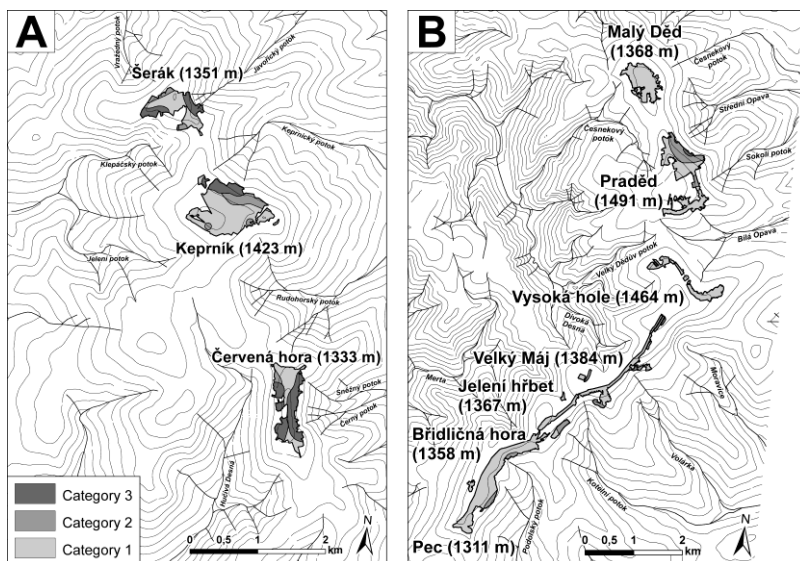 A
Vražedný potok
Javořický potok
Šerák (1351 m)
Keprnický potok
Klepáčský potok
Keprník (1423 m)
Jelení potok
Rudohorský potok
Červená hora (1333 m)
Sněžný potok
Černý potok
Hučivá Desná
Category 3
Category 2
Category 1
0 0,5 1 2
km
N
B
Malý Děd
(1368 m)
Česnekový
potok
Střední Opava
Česnekový
potok
Sokolí potok
Praděd
(1491 m)
Bílá Opava
Velký Dědův potok
Vysoká hole (1464 m)
Divoká
Desná
Velký Máj (1384 m)
Merta
Jelení hřbet
(1367 m)
Moravice
Břidličná hora
(1358 m)
Volárka
Kotelní potok
Podolský potok
Pec (1311 m)
0 0,5 1 2
km
N